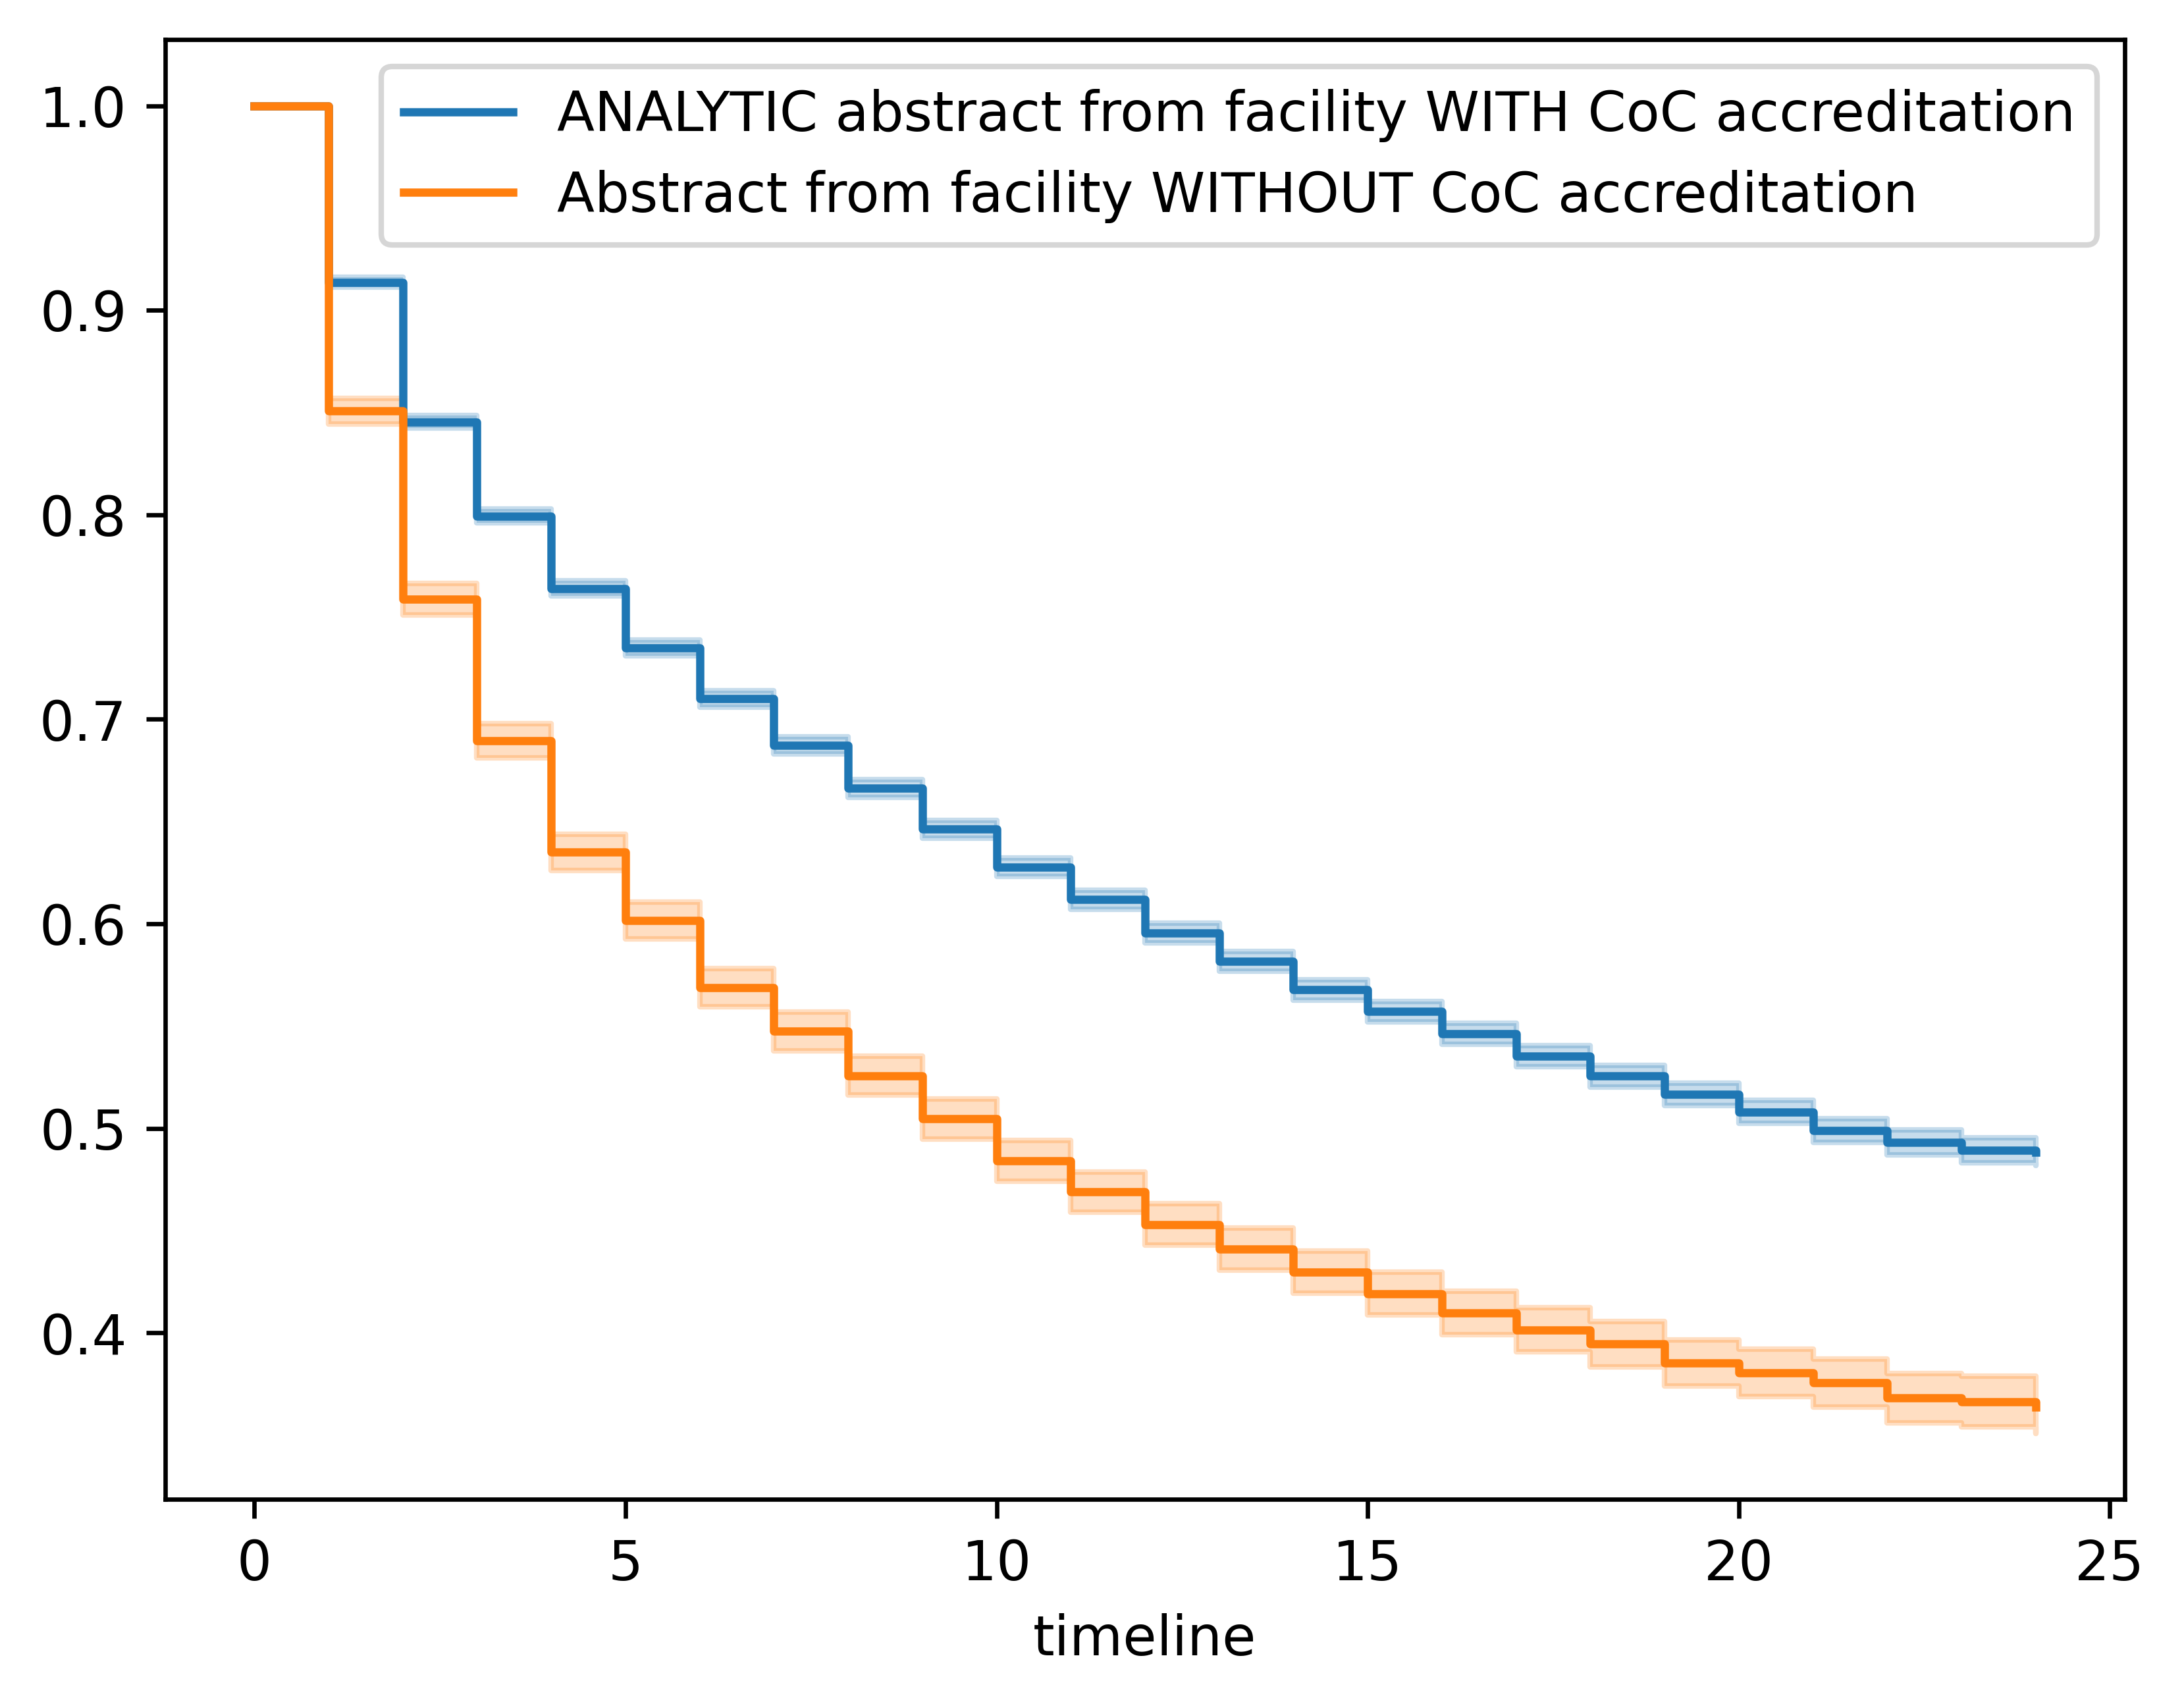 ANALYTIC abstract from facility WITH CoC accreditation
Abstract from facility WITHOUT CoC accreditation
1.0
0.9
0.8
0.7
0.6
0.5
0.4
0 5 10 15 20 25
timeline